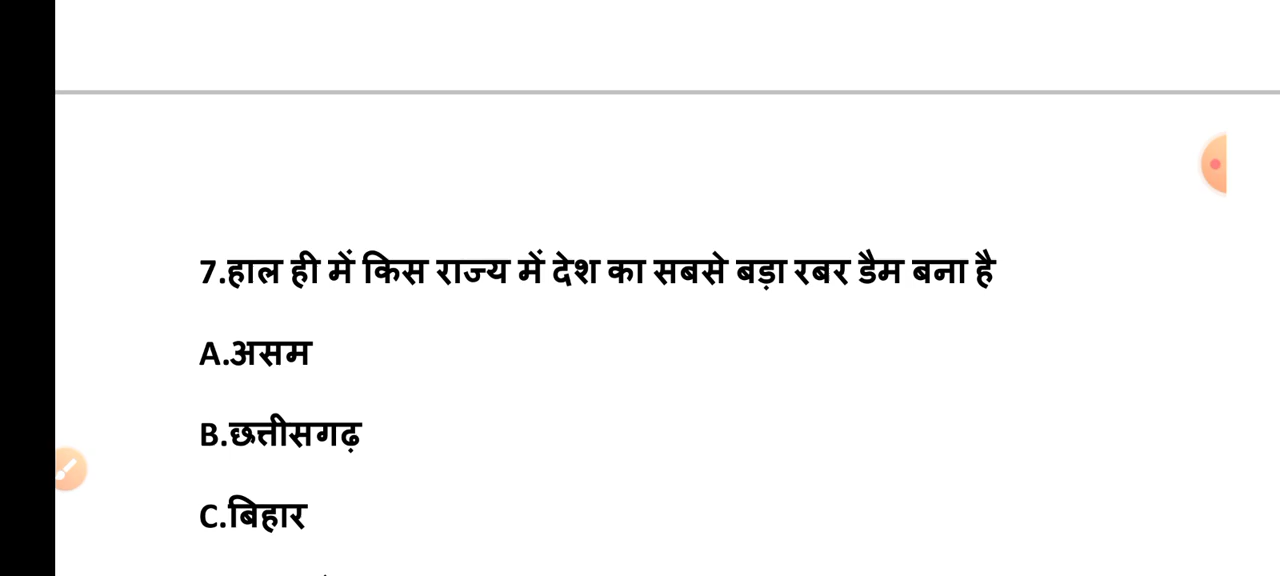 7.हाल ही में किस राज्य में देश का सबसे बड़ा रबर डैम बना है
A.असम
B.छत्तीसगढ़
C.बिहार